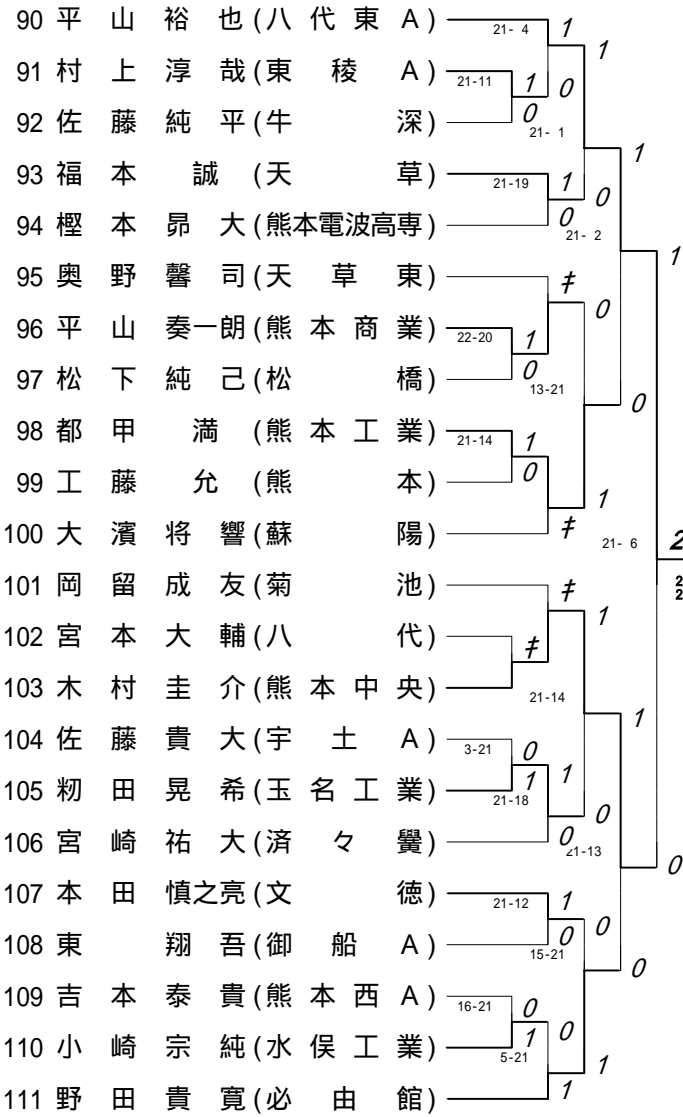 90 平山裕也(八代東A) 21-4 1
1
91 村上淳哉(東稜A) 21-11 1 0
92 佐藤純平(牛深) 0 21-1
1
93 福本誠(天草) 21-19 1 0
94 樫本昴大(熊本電波高専) 0 21-2
1
95 奥野馨司(天草東) キ 0
96 平山奏一朗(熊本商業) 22-20 1
97 松下純己(松橋) 0 13-21
0
98 都甲満(熊本工業) 21-14 1
99 工藤允(熊本) 0 1
100 大濱将響(蘇陽) キ 21-6 2
101 岡留成友(菊池) キ 1
102 宮本大輔(八代) キ
103 木村圭介(熊本中央) 21-14 1
104 佐藤貴大(宇土A) 3-21 0
105 籾田晃希(玉名工業) 1 1 21-18 0
106 宮崎祐大(済々黌) 0 21-13 0
107 本田慎之亮(文徳) 21-12 1 0
108 東翔吾(御船A) 0 15-21 0
109 吉本泰貴(熊本西A) 16-21 0 0
110 小崎宗純(水俣工業) 1 5-21 1
111 野田貴寛(必由館) 1